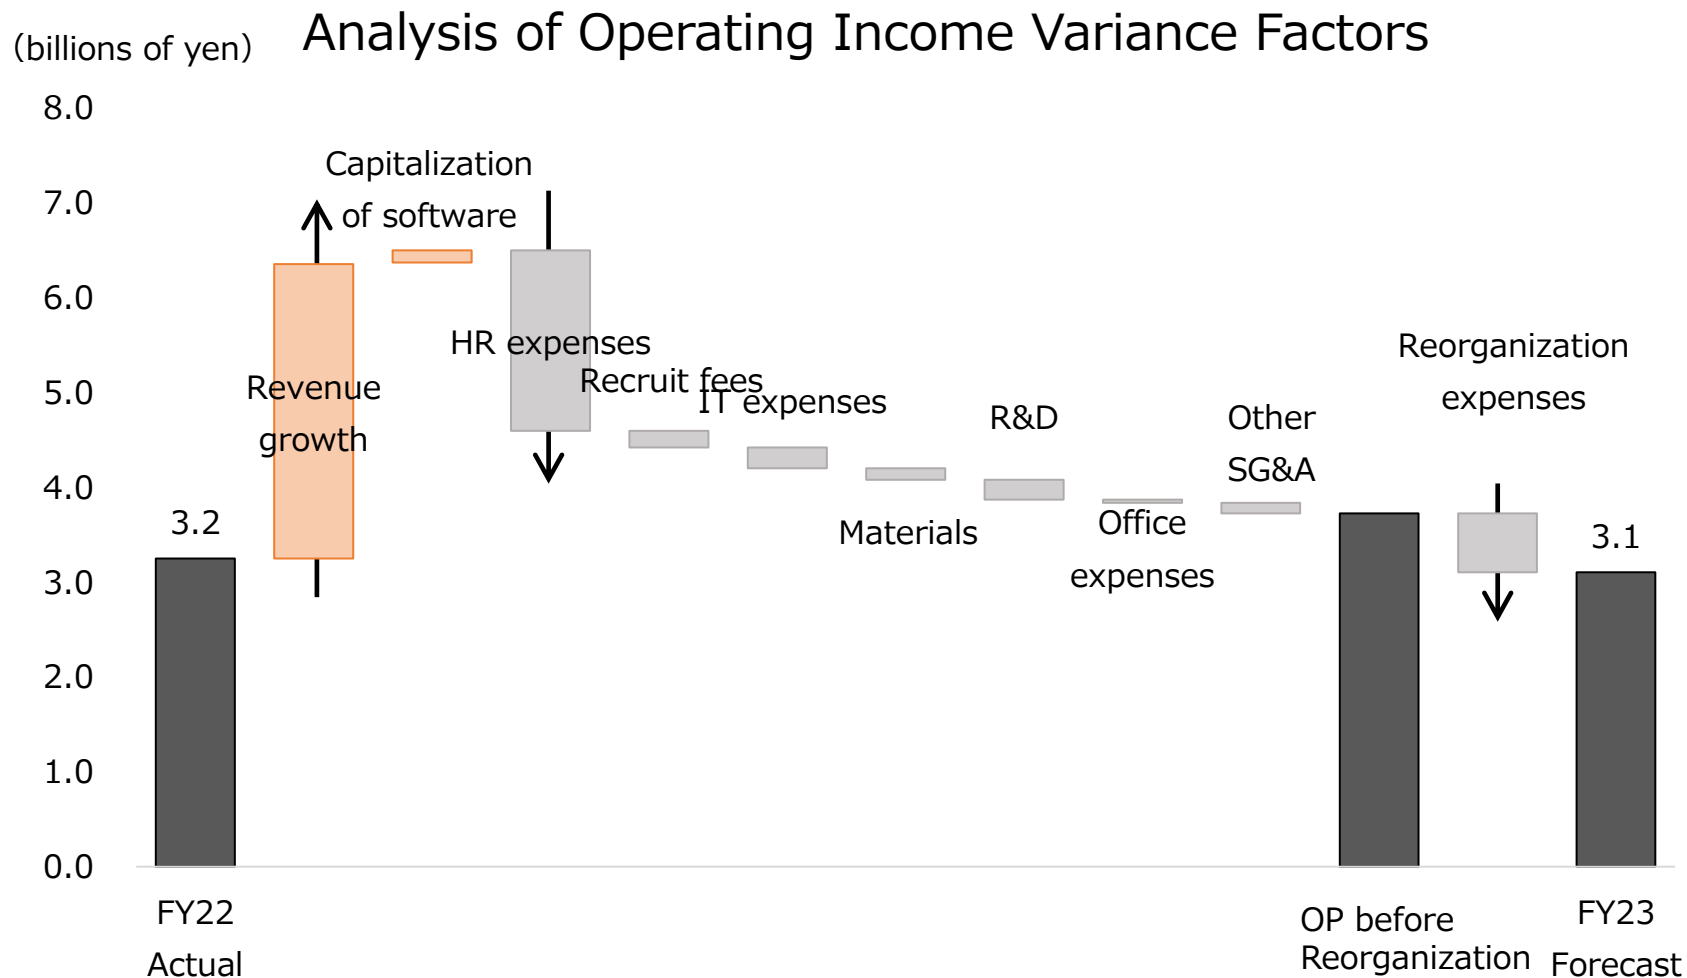 (billions of yen)
Analysis of Operating Income Variance Factors
8.0
7.0
6.0
5.0
4.0
3.0
2.0
1.0
0.0
3.2
Revenue
growth
Capitalization
of software
HR expenses
Recruit fees
IT expenses
Materials
R&D
Office
expenses
Other
SG&A
Reorganization
expenses
3.1
FY22
Actual
OP before
Reorganization
FY23
Forecast